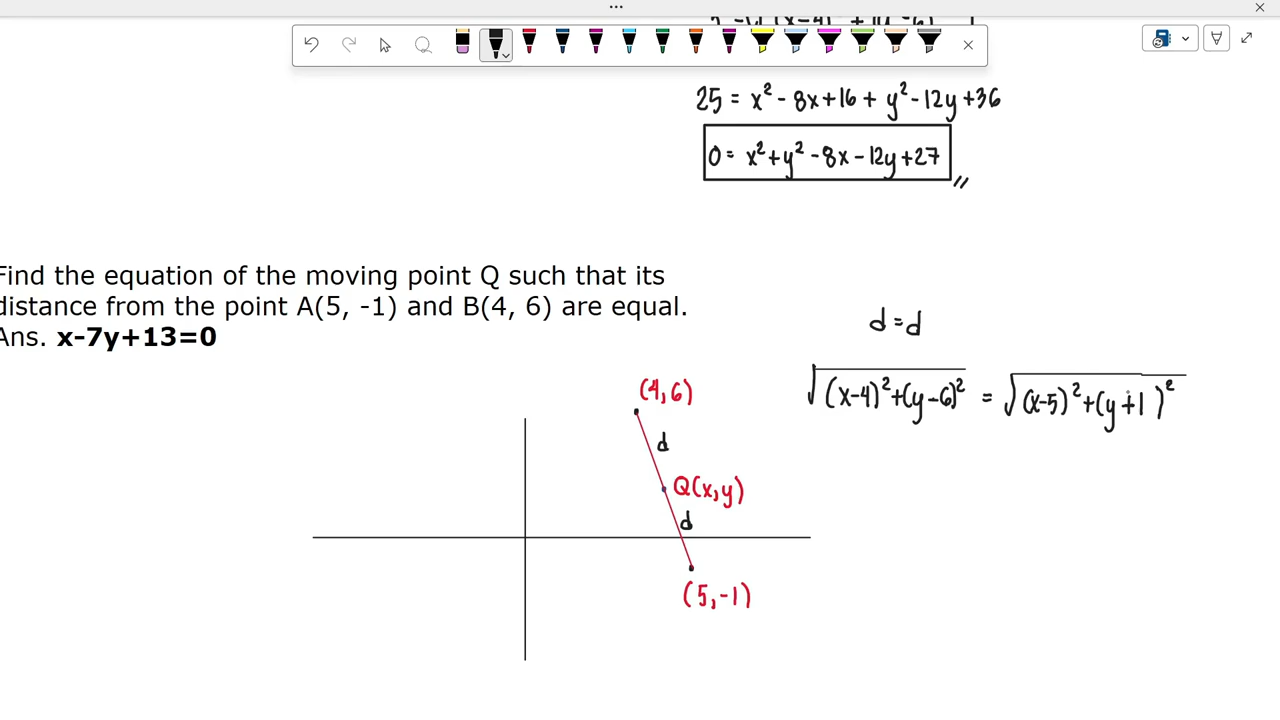 25 = x² - 8x + 16 + y² - 12y + 36
0 = x² + y² - 8x - 12y + 27
Find the equation of the moving point Q such that its
distance from the point A(5, -1) and B(4, 6) are equal.
Ans. x-7y+13=0
d = d
√(x-4)²+(y-6)² = √(x-5)²+(y+1)²
(4,6)
d
Q(x,y)
d
(5,-1)